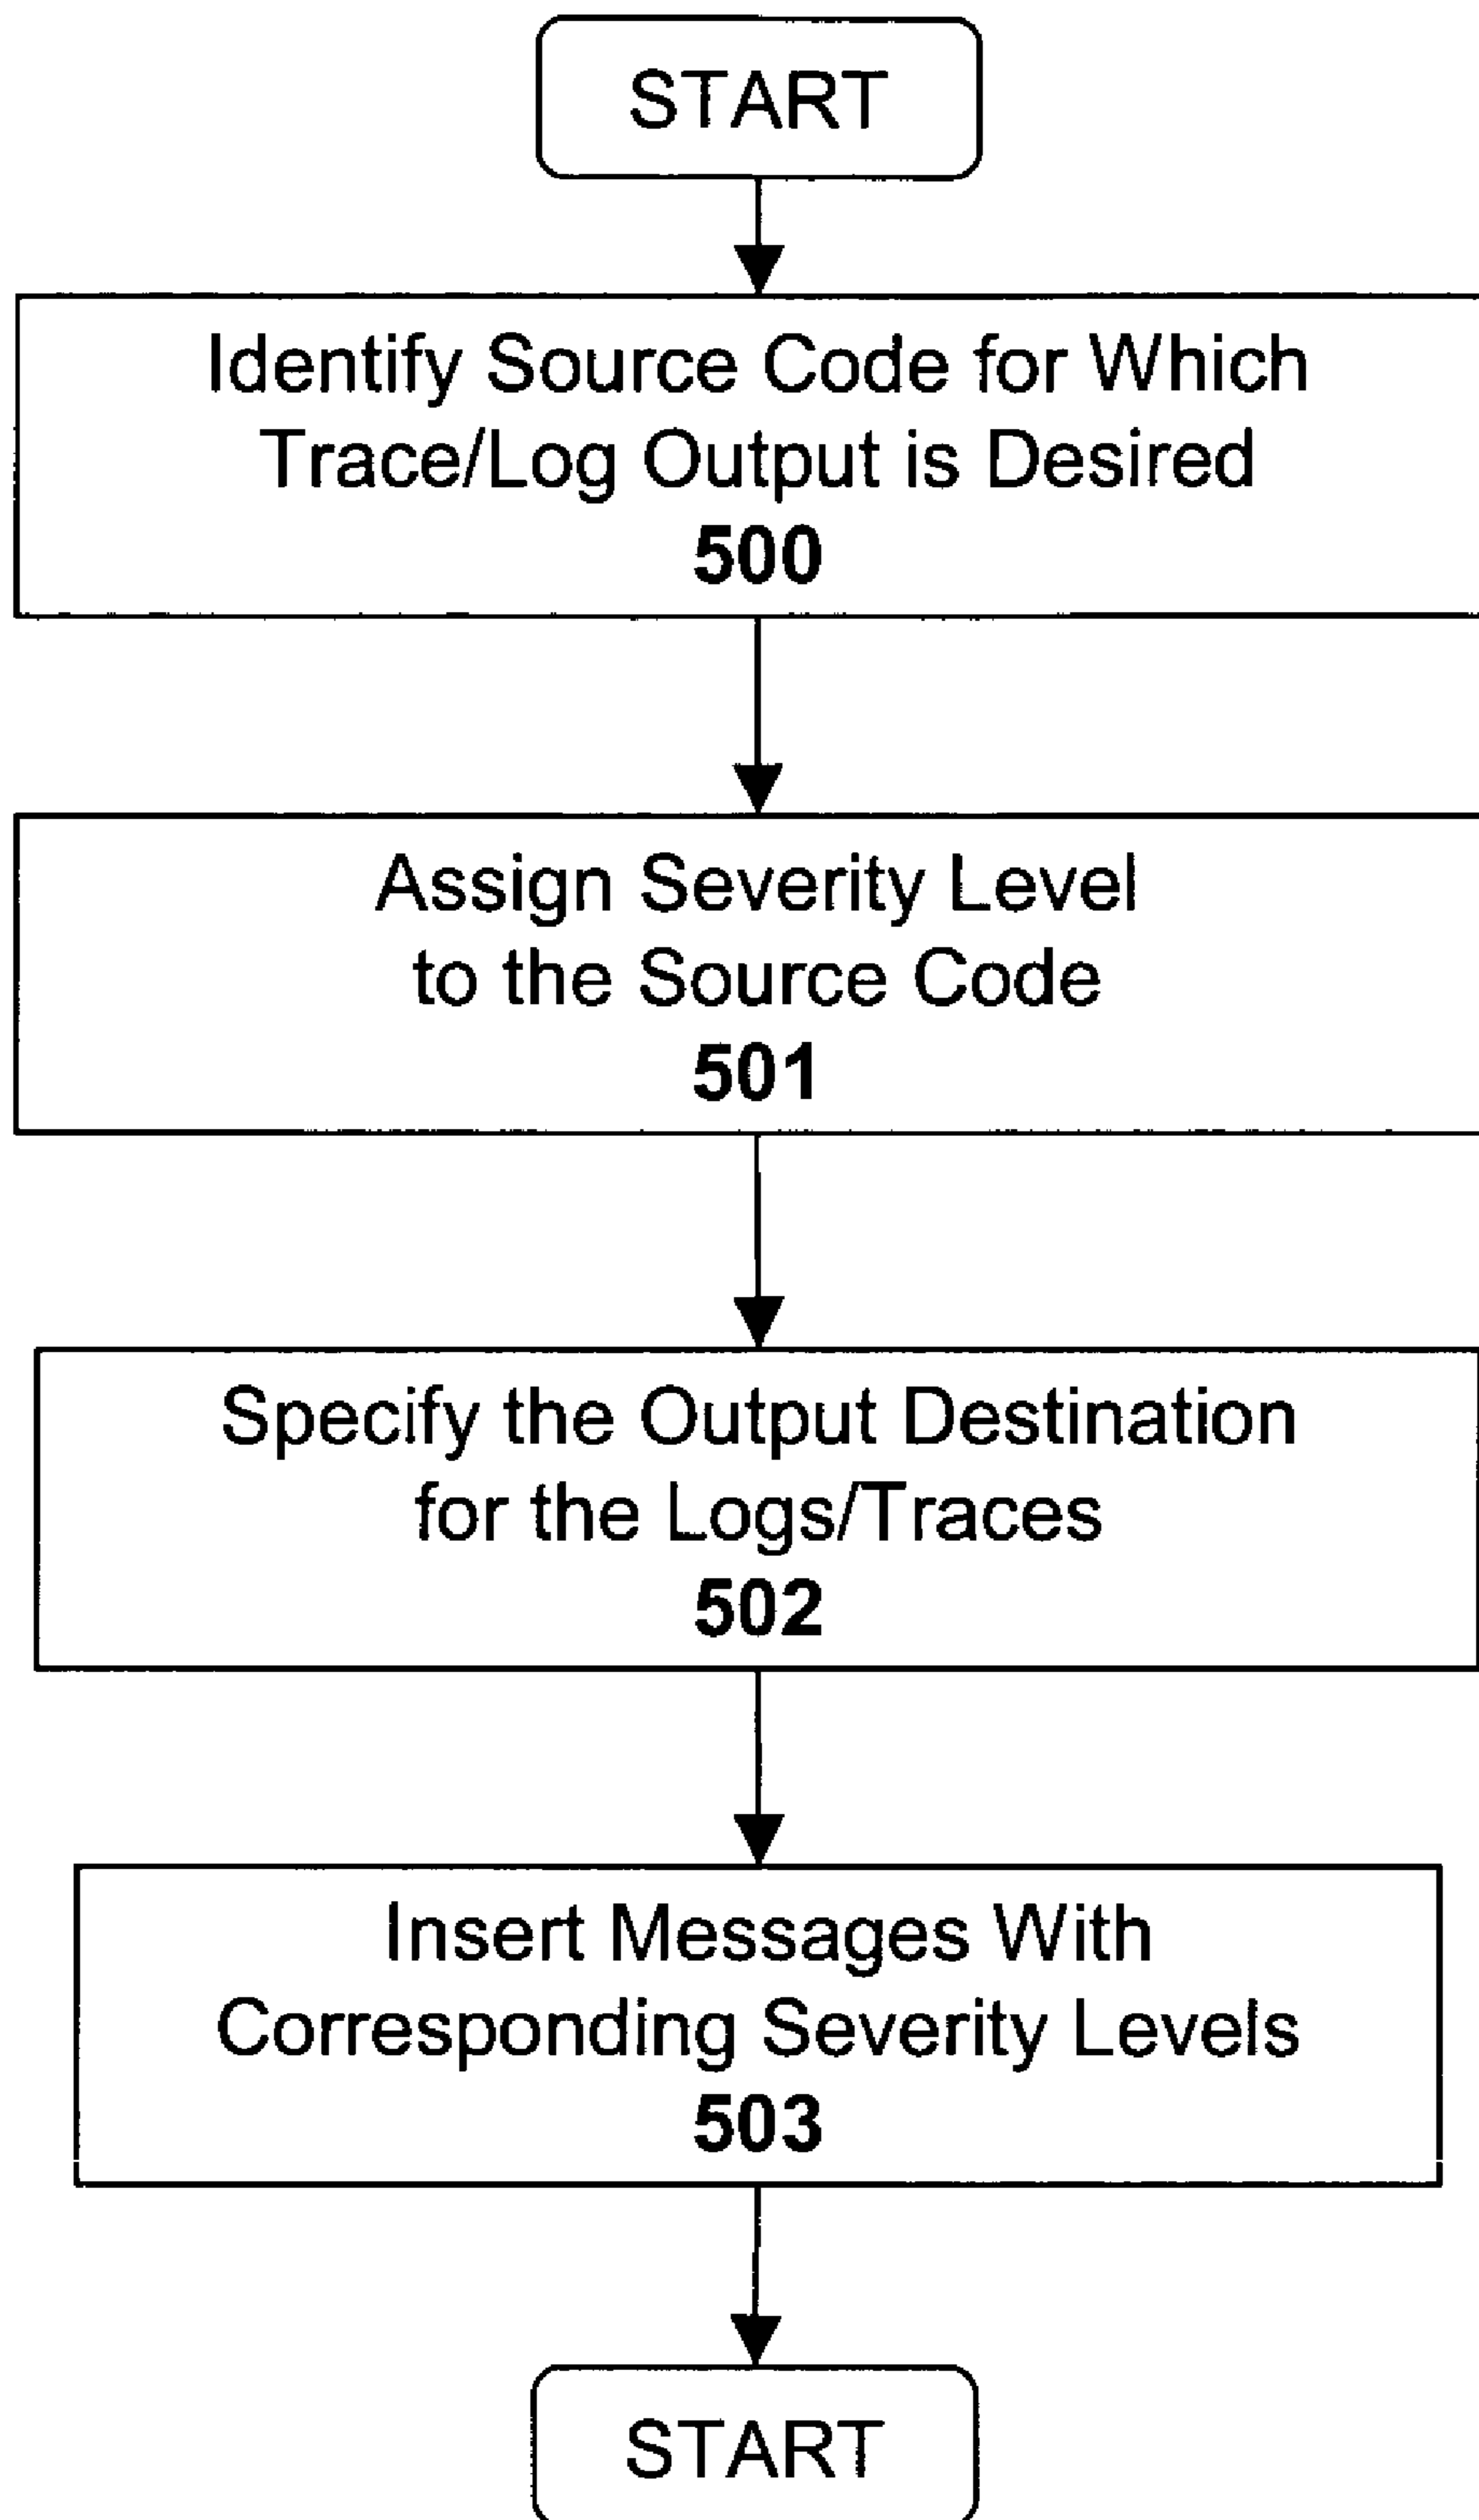 START
Identify Source Code for Which
Trace/Log Output is Desired
500
Assign Severity Level
to the Source Code
501
Specify the Output Destination
for the Logs/Traces
502
Insert Messages With
Corresponding Severity Levels
503
START